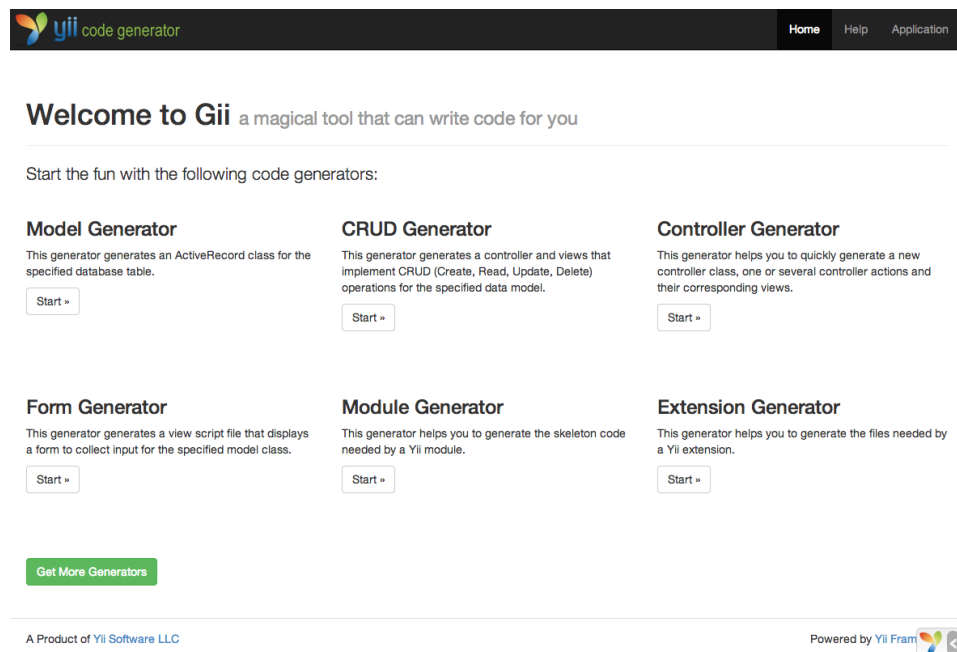 yii code generator
Home Help Application
Welcome to Gii a magical tool that can write code for you
Start the fun with the following code generators:
Model Generator
This generator generates an ActiveRecord class for the
specified database table.
Start »
CRUD Generator
This generator generates a controller and views that
implement CRUD (Create, Read, Update, Delete)
operations for the specified data model.
Start »
Controller Generator
This generator helps you to quickly generate a new
controller class, one or several controller actions and
their corresponding views.
Start »
Form Generator
This generator generates a view script file that displays
a form to collect input for the specified model class.
Start »
Module Generator
This generator helps you to generate the skeleton code
needed by a Yii module.
Start »
Extension Generator
This generator helps you to generate the files needed by
a Yii extension.
Start »
Get More Generators
A Product of Yii Software LLC
Powered by Yii Fram